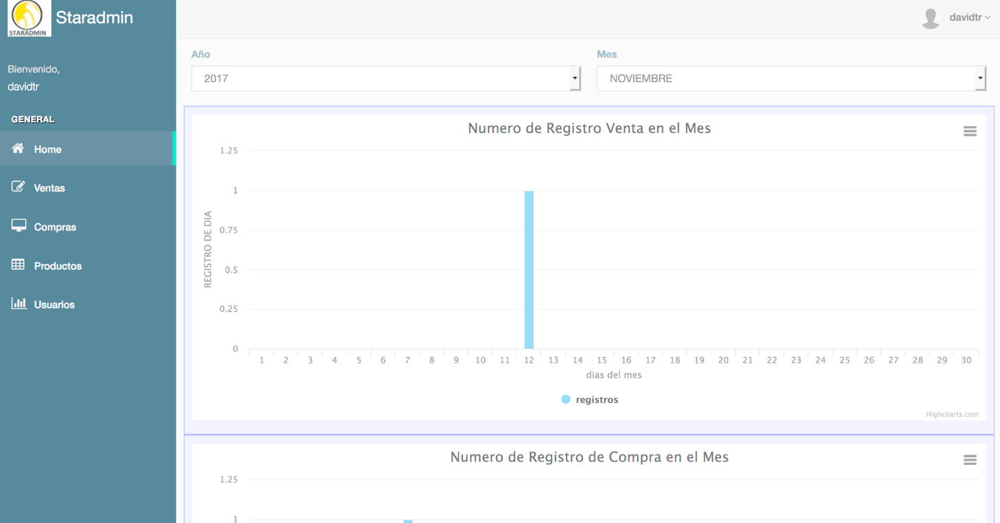 STARADMIN
Staradmin
davidtr
Bienvenido,
davidtr
GENERAL
Home
Ventas
Compras
Productos
Usuarios
Año
Mes
2017
NOVIEMBRE
Numero de Registro Venta en el Mes
1.25
1
0.75
0.5
0.25
0
REGISTRO DE DIA
1 2 3 4 5 6 7 8 9 10 11 12 13 14 15 16 17 18 19 20 21 22 23 24 25 26 27 28 29 30
dias del mes
registros
Highcharts.com
Numero de Registro de Compra en el Mes
1.25
1